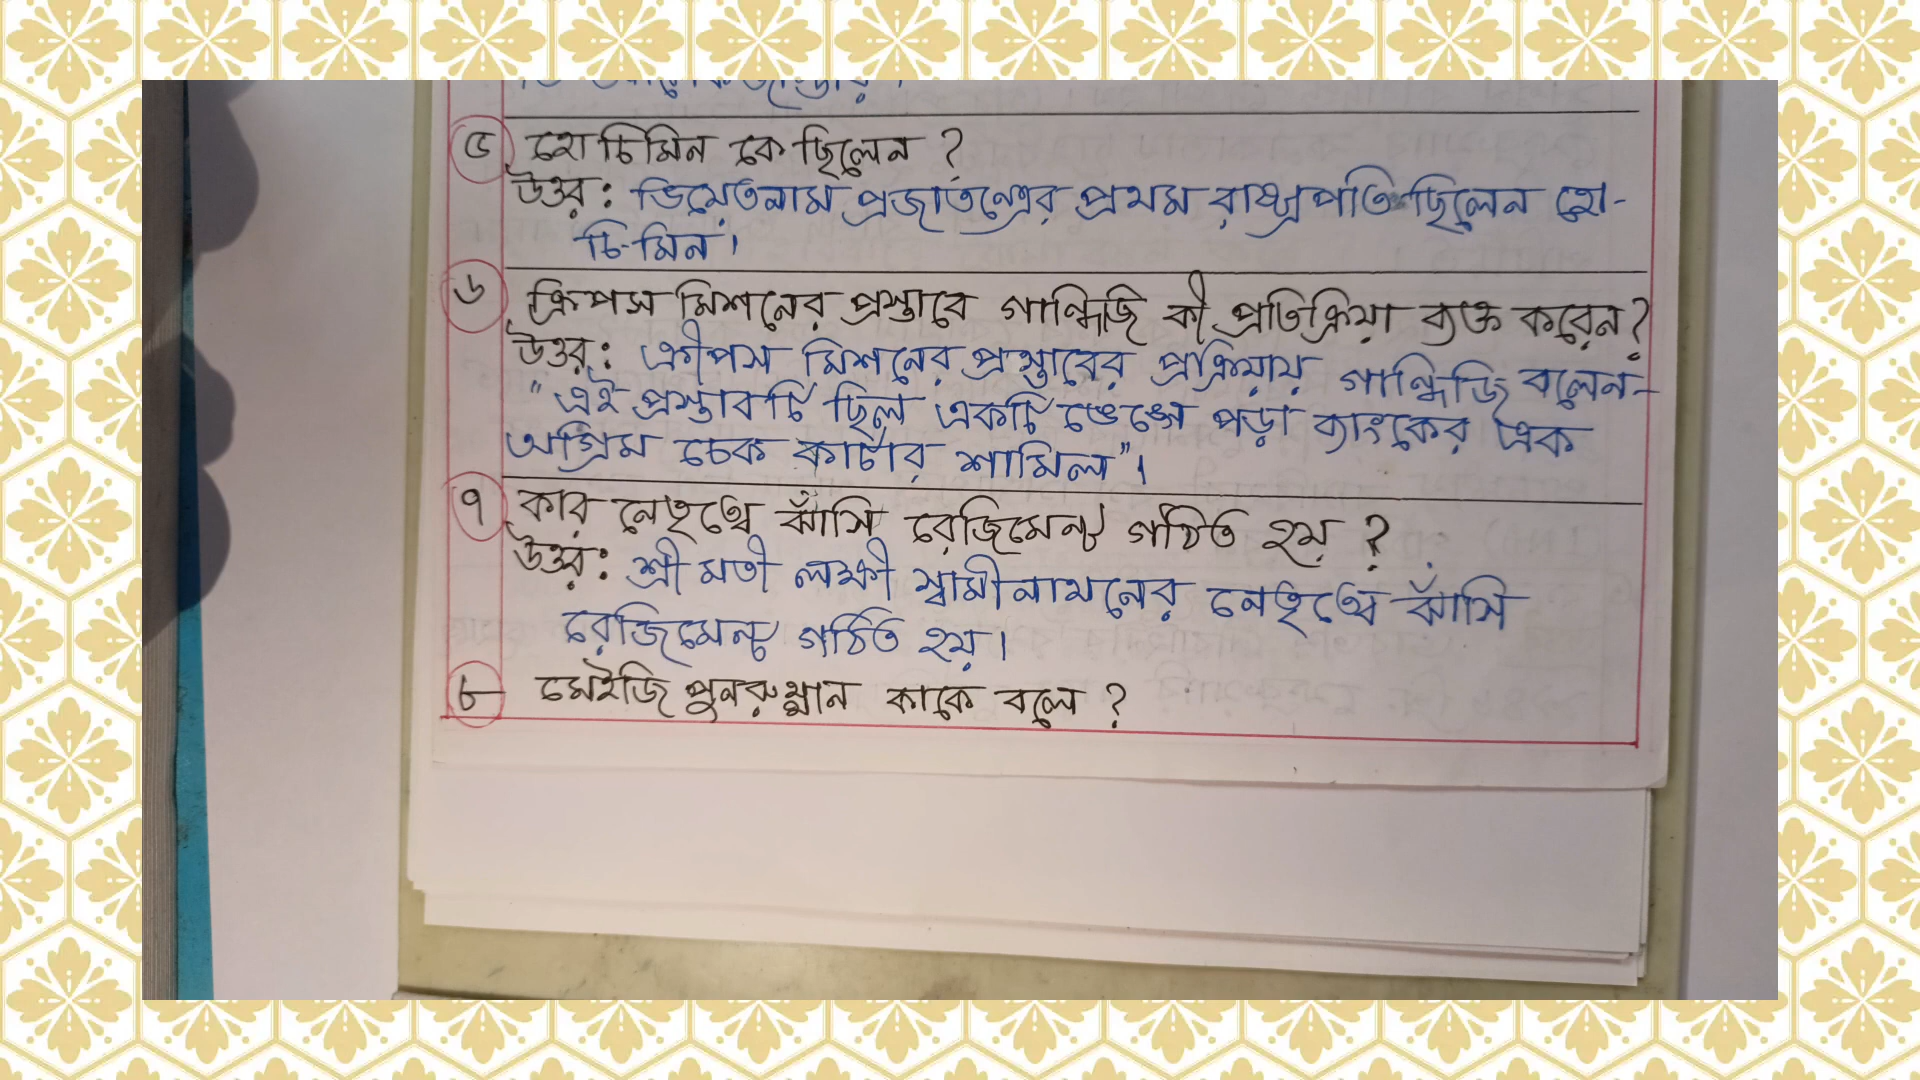 ৫ হো চিমিন কে ছিলেন ?
উত্তর : ভিয়েতনাম প্রজাতন্ত্রের প্রথম রাষ্ট্রপতি ছিলেন হো-
চি-মিন।
৬ ক্রিপস মিশনের প্রস্তাবে গান্ধিজি কী প্রতিক্রিয়া ব্যক্ত করেন ?
উত্তর : ক্রীপস মিশনের প্রস্তাবের প্রক্রিয়ায় গান্ধিজি বলেন-
"এই প্রস্তাবটি ছিল একটি ভেঙ্গে পড়া ব্যাংকের এক
অগ্রিম চেক কাটার শামিল"।
৭ কার নেতৃত্বে ঝাঁসি রেজিমেন্ট গঠিত হয় ?
উত্তর : শ্রীমতী লক্ষী স্বামীনাথনের নেতৃত্বে ঝাঁসি
রেজিমেন্ট গঠিত হয়।
৮ মেইজি পুনরুত্থান কাকে বলে ?